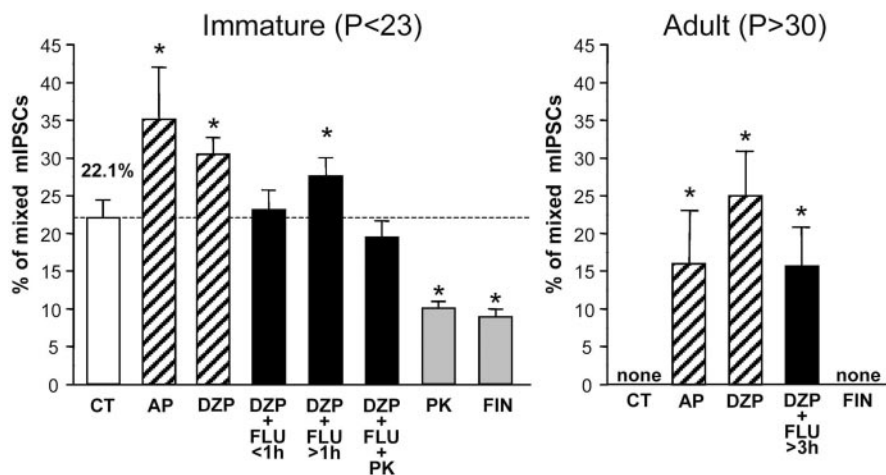 Immature (P<23)
Adult (P>30)
% of mixed mIPSCs
45
40
35
30
25
20
15
10
5
0
22.1%
*
*
*
*
*
CT
AP
DZP
DZP
+
FLU
<1h
DZP
+
FLU
>1h
DZP
+
FLU
+
PK
PK
FIN
% of mixed mIPSCs
45
40
35
30
25
20
15
10
5
0
*
*
*
none
none
CT
AP
DZP
DZP
+
FLU
>3h
FIN